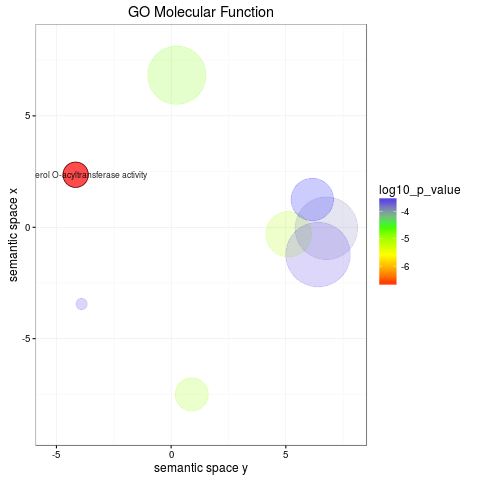 GO Molecular Function
erol O-acyltransferase activity
semantic space x
5
0
-5
-5
0
5
semantic space y
log10_p_value
-4
-5
-6